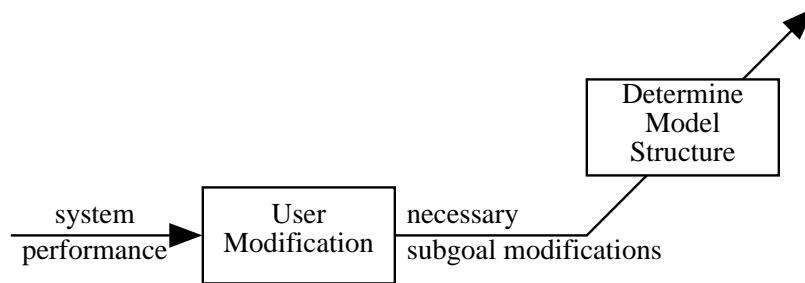 Determine
Model
Structure
system
performance
User
Modification
necessary
subgoal modifications